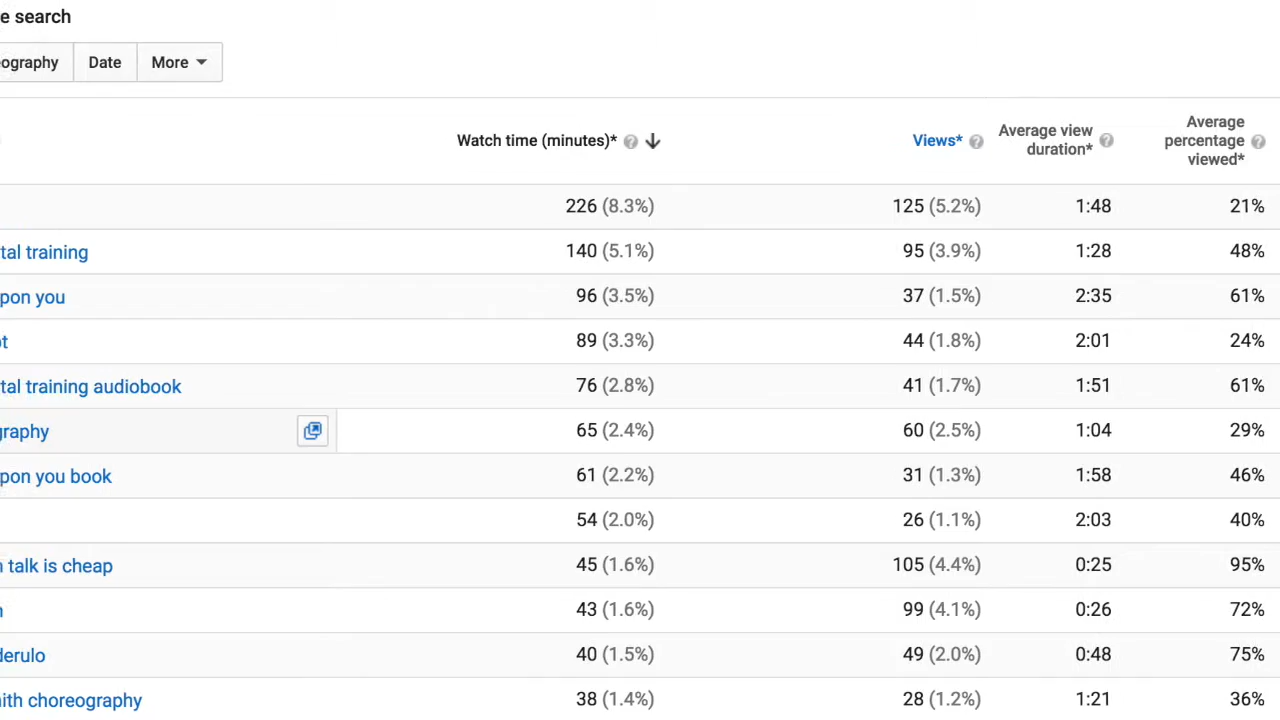 e search
ography Date More
Watch time (minutes)* Views* Average view duration* Average percentage viewed*
226 (8.3%) 125 (5.2%) 1:48 21%
tal training 140 (5.1%) 95 (3.9%) 1:28 48%
pon you 96 (3.5%) 37 (1.5%) 2:35 61%
ot 89 (3.3%) 44 (1.8%) 2:01 24%
tal training audiobook 76 (2.8%) 41 (1.7%) 1:51 61%
graphy 65 (2.4%) 60 (2.5%) 1:04 29%
pon you book 61 (2.2%) 31 (1.3%) 1:58 46%
54 (2.0%) 26 (1.1%) 2:03 40%
n talk is cheap 45 (1.6%) 105 (4.4%) 0:25 95%
n 43 (1.6%) 99 (4.1%) 0:26 72%
derulo 40 (1.5%) 49 (2.0%) 0:48 75%
ith choreography 38 (1.4%) 28 (1.2%) 1:21 36%